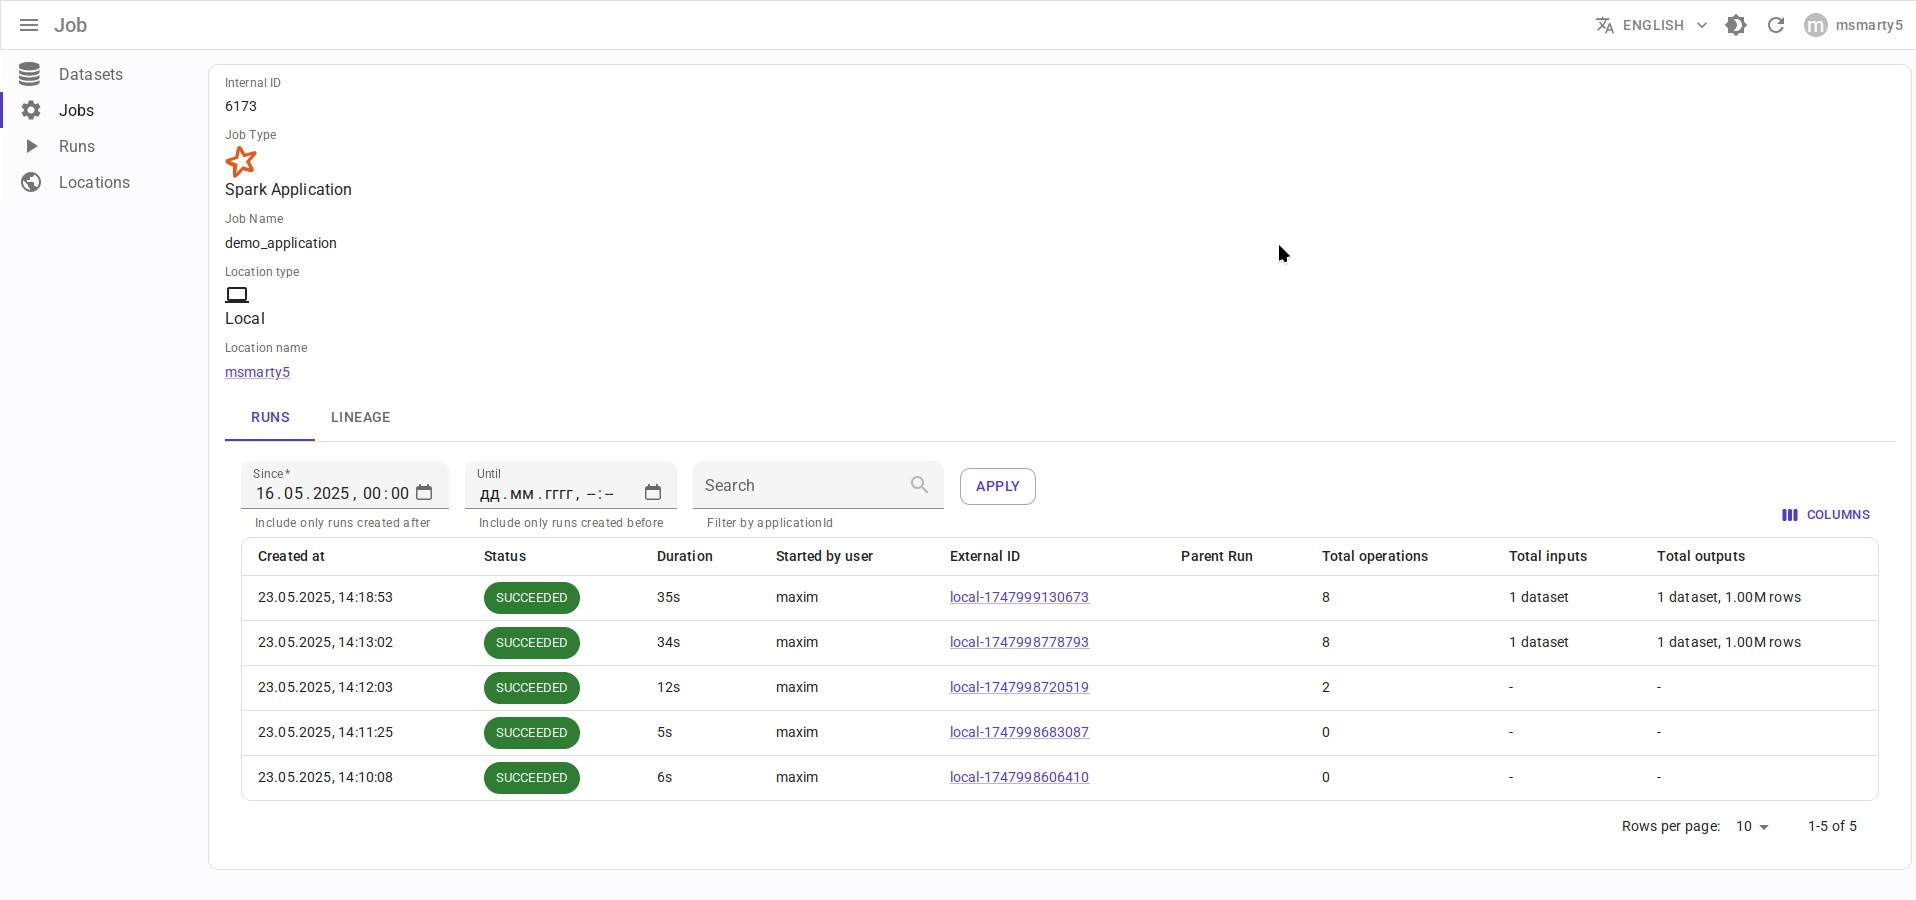 Job
ENGLISH
m
msmarty5
Datasets
Jobs
Runs
Locations
Internal ID
6173
Job Type
Spark Application
Job Name
demo_application
Location type
Local
Location name
msmarty5
RUNS LINEAGE
Since* Until
16.05.2025, 00:00 дд.мм.гггг, --:-- Search APPLY
Include only runs created after Include only runs created before Filter by applicationId
COLUMNS
Created at Status Duration Started by user External ID Parent Run Total operations Total inputs Total outputs
23.05.2025, 14:18:53 SUCCEEDED 35s maxim local-1747999130673 8 1 dataset 1 dataset, 1.00M rows
23.05.2025, 14:13:02 SUCCEEDED 34s maxim local-1747998778793 8 1 dataset 1 dataset, 1.00M rows
23.05.2025, 14:12:03 SUCCEEDED 12s maxim local-1747998720519 2 - -
23.05.2025, 14:11:25 SUCCEEDED 5s maxim local-1747998683087 0 - -
23.05.2025, 14:10:08 SUCCEEDED 6s maxim local-1747998606410 0 - -
Rows per page: 10 1-5 of 5